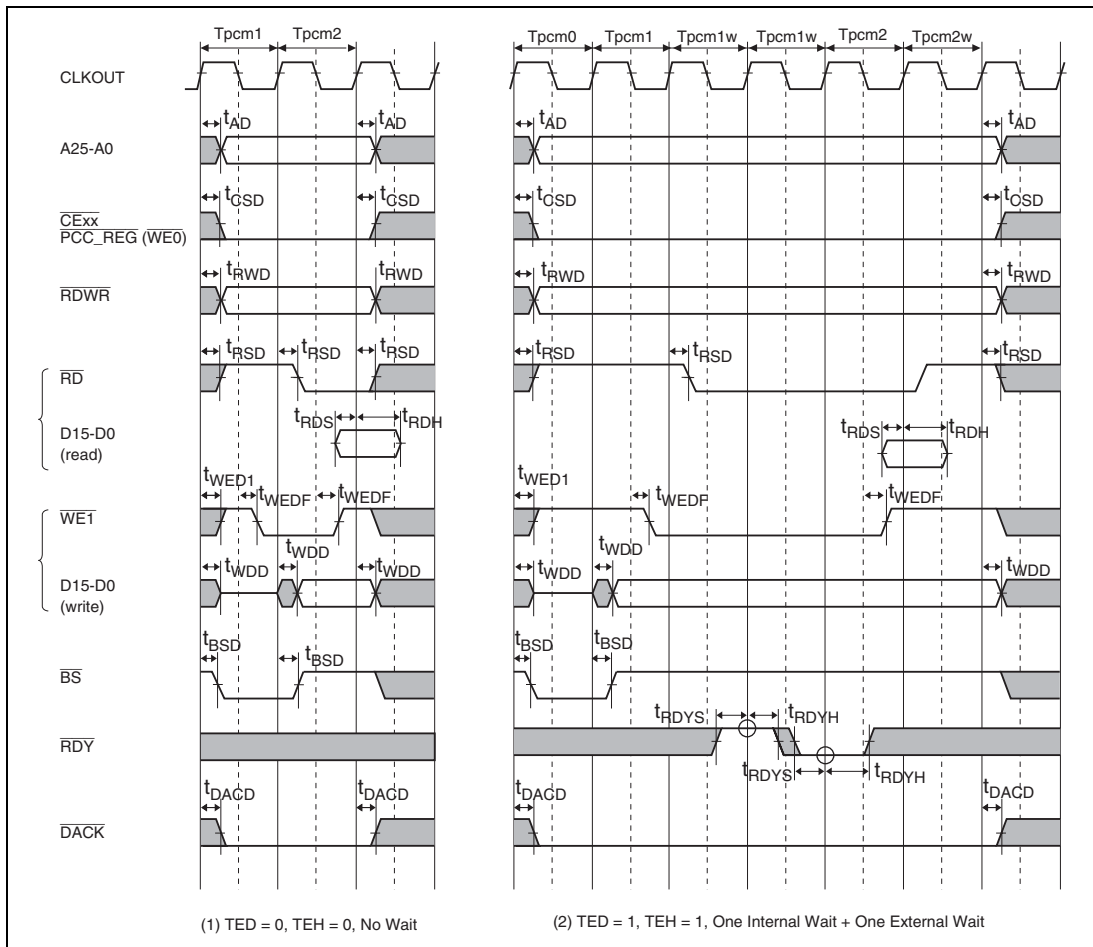 Tpcm1 Tpcm2 Tpcm0 Tpcm1 Tpcm1w Tpcm1w Tpcm2 Tpcm2w
CLKOUT
tAD tAD tAD tAD
A25-A0
tCSD tCSD tCSD tCSD
CExx
PCC_REG (WE0)
tRWD tRWD tRWD tRWD
RDWR
tRSD tRSD tRSD tRSD tRSD tRSD
RD
tRDS tRDH tRDS tRDH
D15-D0
(read)
tWED1 tWEDF tWEDF tWED1 tWEDF tWEDF
WE1
tWDD tWDD tWDD tWDD tWDD tWDD
D15-D0
(write)
tBSD tBSD tBSD tBSD
BS
tRDYS tRDYH
RDY
tRDYS tRDYH
tDACD tDACD tDACD tDACD
DACK
(1) TED = 0, TEH = 0, No Wait
(2) TED = 1, TEH = 1, One Internal Wait + One External Wait